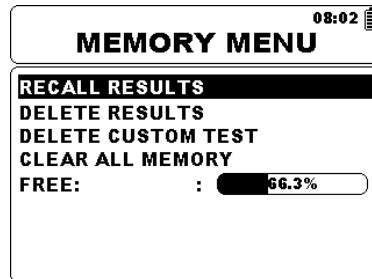 08:02
MEMORY MENU
RECALL RESULTS
DELETE RESULTS
DELETE CUSTOM TEST
CLEAR ALL MEMORY
FREE: : 66.3%